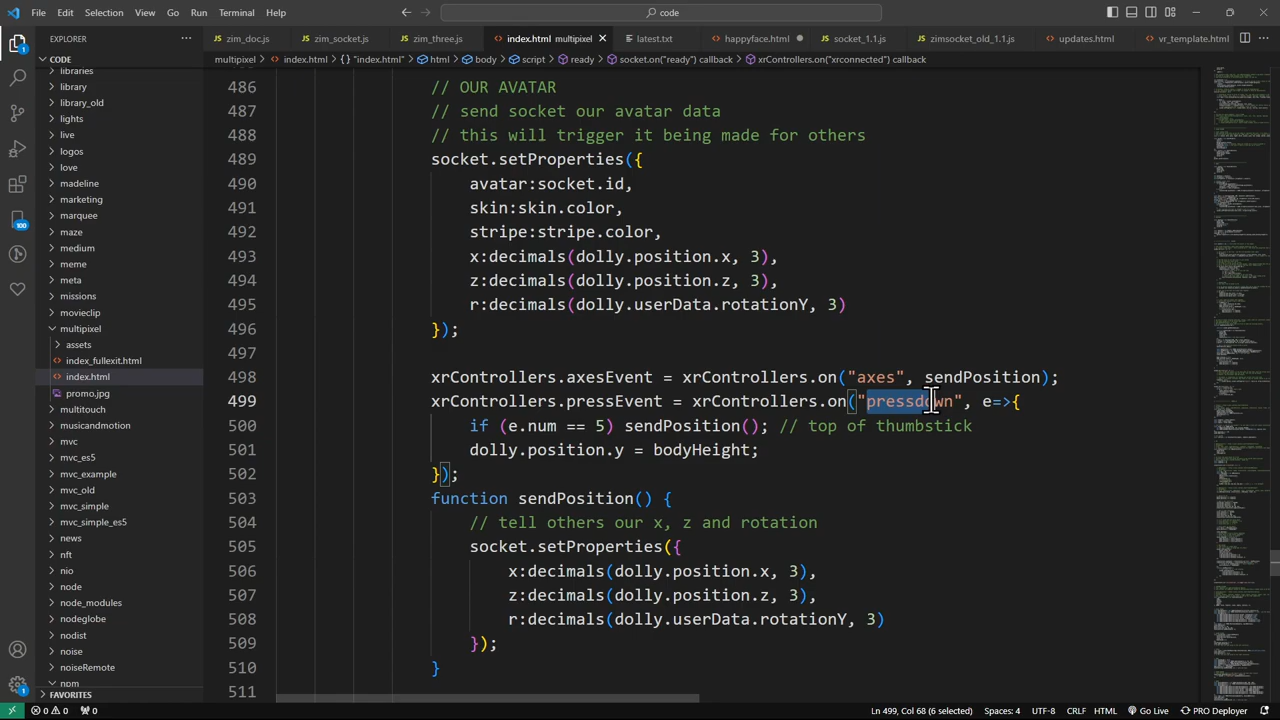 File Edit Selection View Go Run Terminal Help
code
EXPLORER
zim_doc.js zim_socket.js zim_three.js index.html multipixel latest.txt happyface.html socket_1.1.js zimsocket_old_1.1.js updates.html vr_template.html
CODE
multipixel > index.html > "index.html" > html > body > script > ready > socket.on("ready") callback > xrControllers.on("xrconnected") callback
libraries
library
library_old
lights
live
logos
love
madeline
marketing
marquee
maze
medium
meme
meta
missions
movieclip
multipixel
assets
index_fullexit.html
index.html
promo.jpg
multitouch
musicandmotion
mvc
mvc_es5
mvc_example
mvc_old
mvc_simple
mvc_simple_es5
news
nft
nio
node
node_modules
nodeglobe
nodist
noise
noiseRemote
npm
FAVORITES
486 // OUR AVATAR
487 // send socket our avatar data
488 // this will trigger it being made for others
489 socket.setProperties({
490 avatar:socket.id,
491 skin:skin.color,
492 stripe:stripe.color,
493 x:decimals(dolly.position.x, 3),
494 z:decimals(dolly.position.z, 3),
495 r:decimals(dolly.userData.rotationY, 3)
496 });
497
498 xrControllers.axesEvent = xrControllers.on("axes", sendPosition);
499 xrControllers.pressEvent = xrControllers.on("pressdown", e=>{
500 if (e.num == 5) sendPosition(); // top of thumbstick
501 dolly.position.y = bodyHeight;
502 });
503 function sendPosition() {
504 // tell others our x, z and rotation
505 socket.setProperties({
506 x:decimals(dolly.position.x, 3),
507 z:decimals(dolly.position.z, 3),
508 r:decimals(dolly.userData.rotationY, 3)
509 });
510 }
511
1
100
1
0 0 0 Ln 499, Col 68 (6 selected) Spaces: 4 UTF-8 CRLF HTML Go Live PRO Deployer